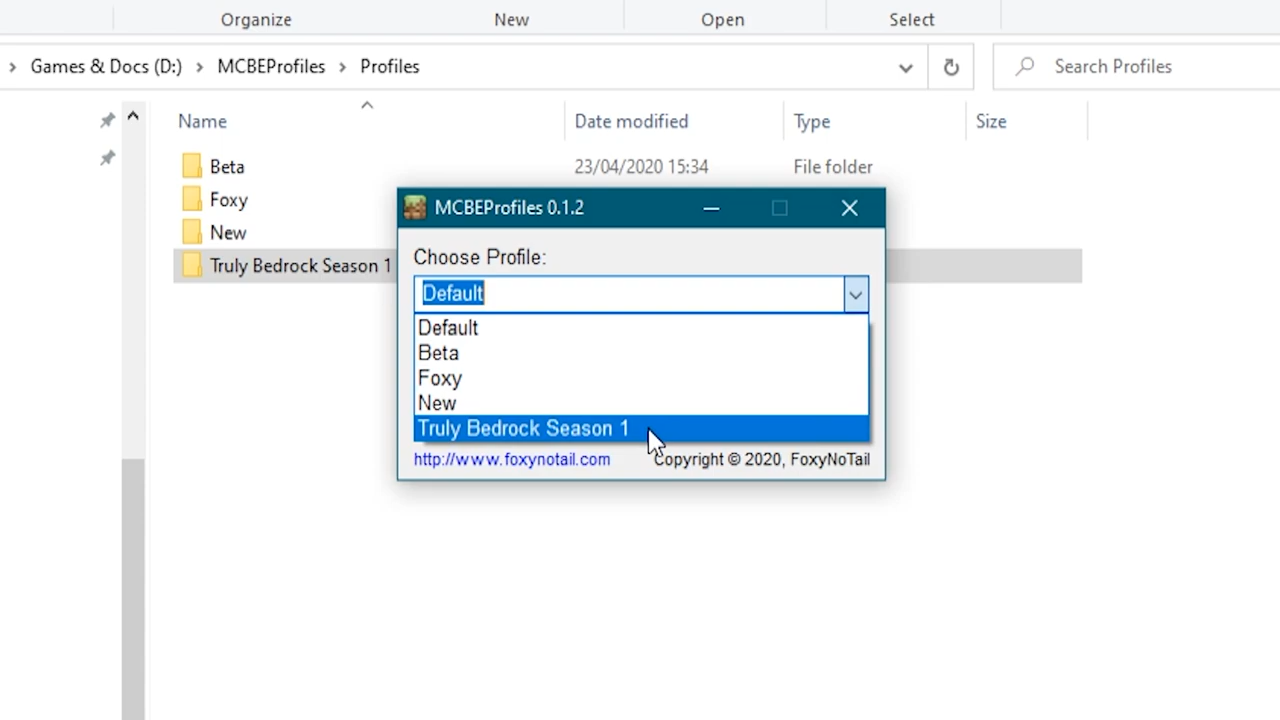 Organize New Open Select
Games & Docs (D:) MCBEProfiles Profiles Search Profiles
Name Date modified Type Size
Beta 23/04/2020 15:34 File folder
Foxy
New
Truly Bedrock Season 1
MCBEProfiles 0.1.2
Choose Profile:
Default
Default
Beta
Foxy
New
Truly Bedrock Season 1
http://www.foxynotail.com Copyright © 2020, FoxyNoTail